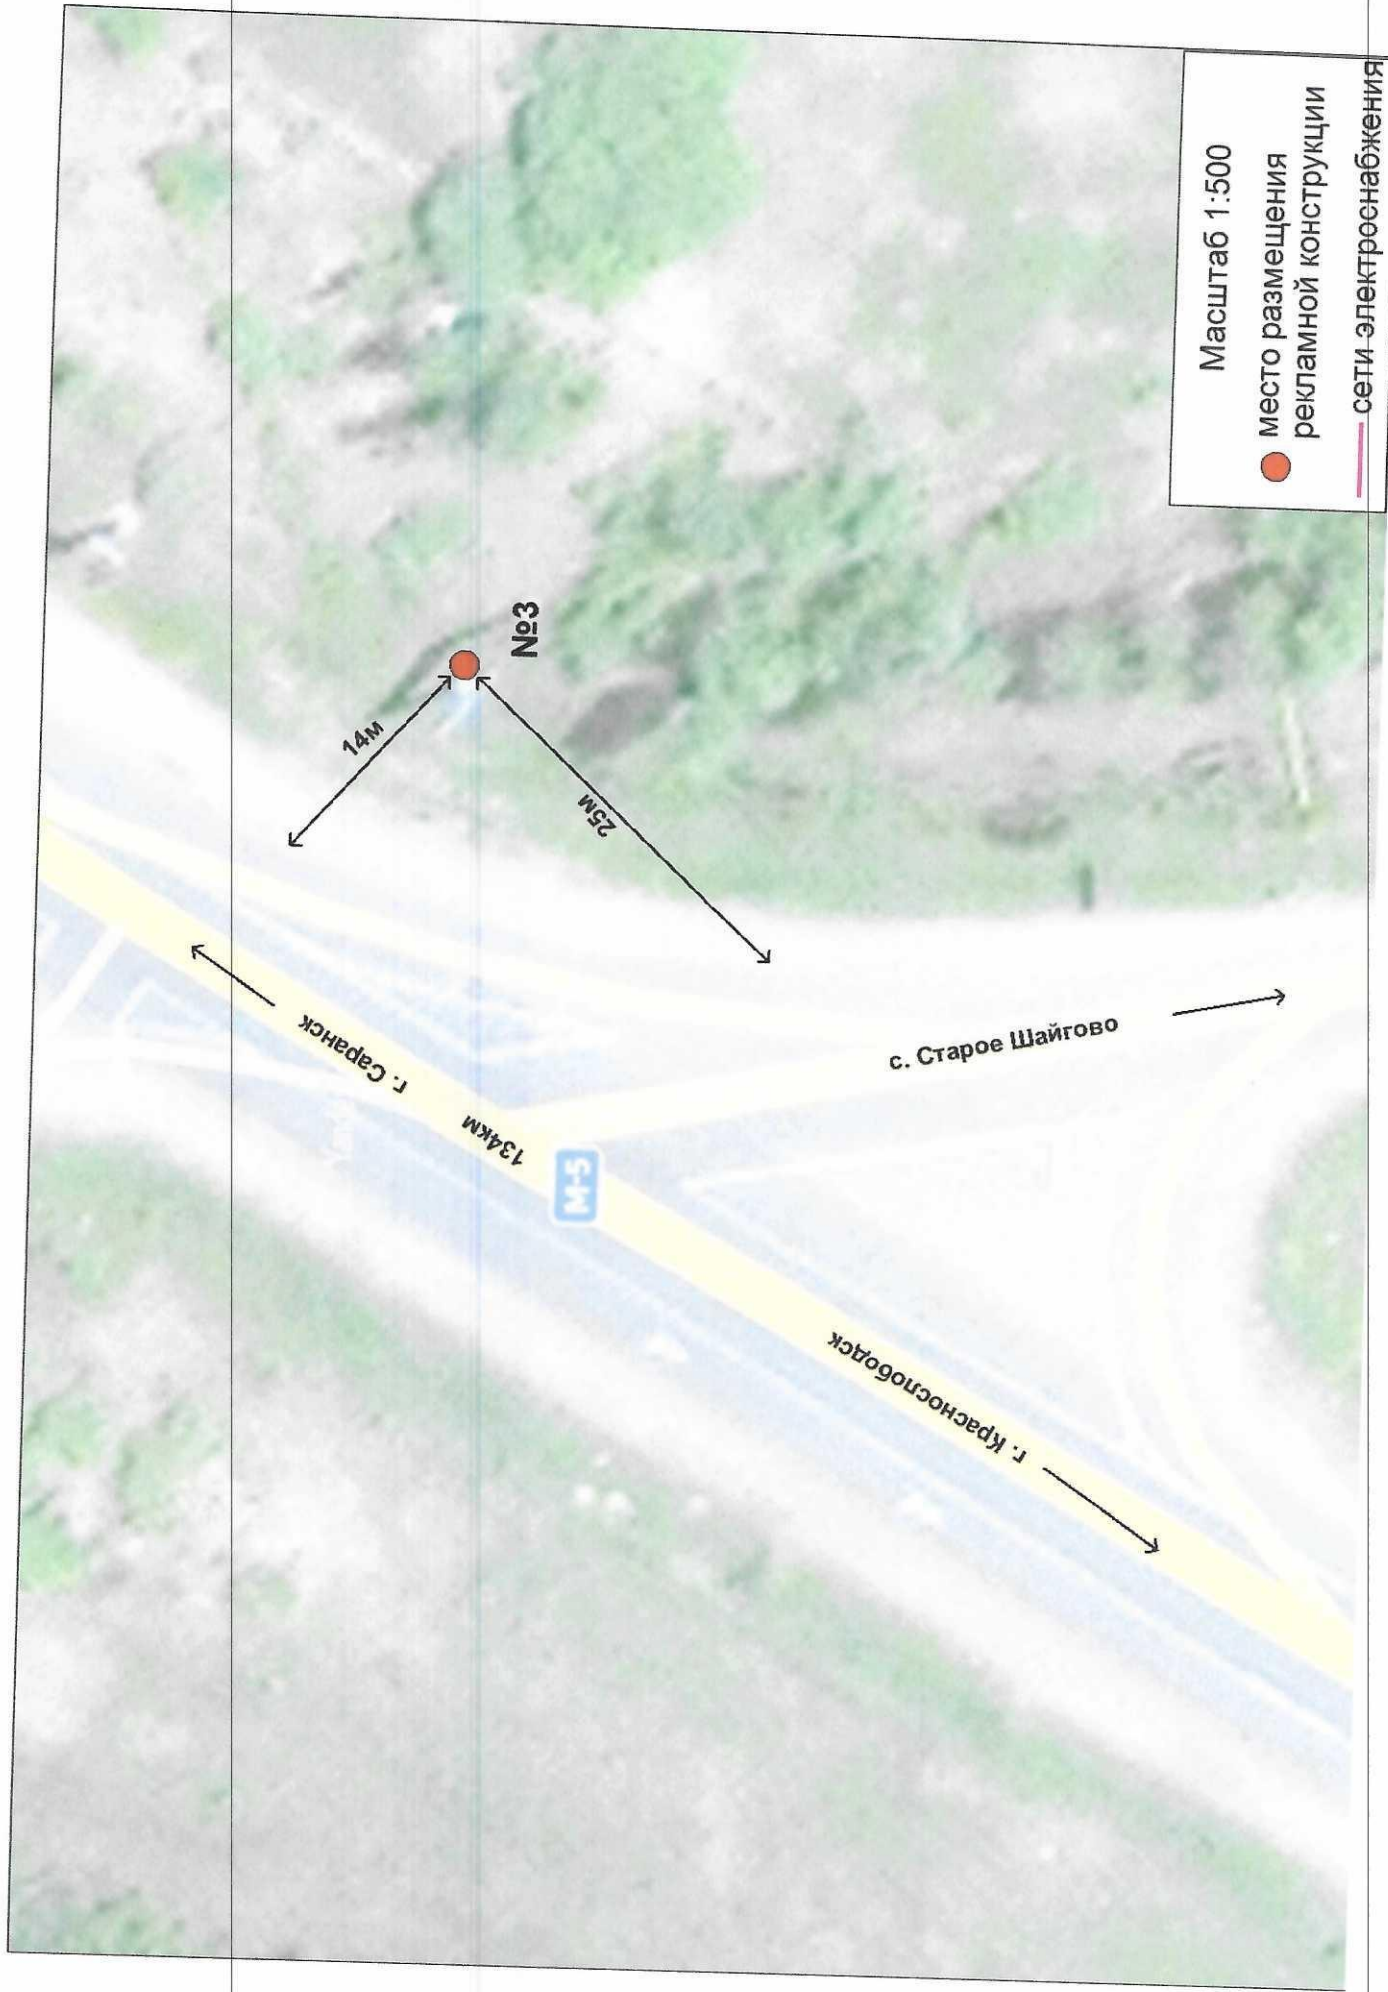 Масштаб 1:500
место размещения
рекламной конструкции
сети электроснабжения
№3
14м
25м
г. Саранск
134км
М-5
с. Старое Шайгово
г. Краснослободск